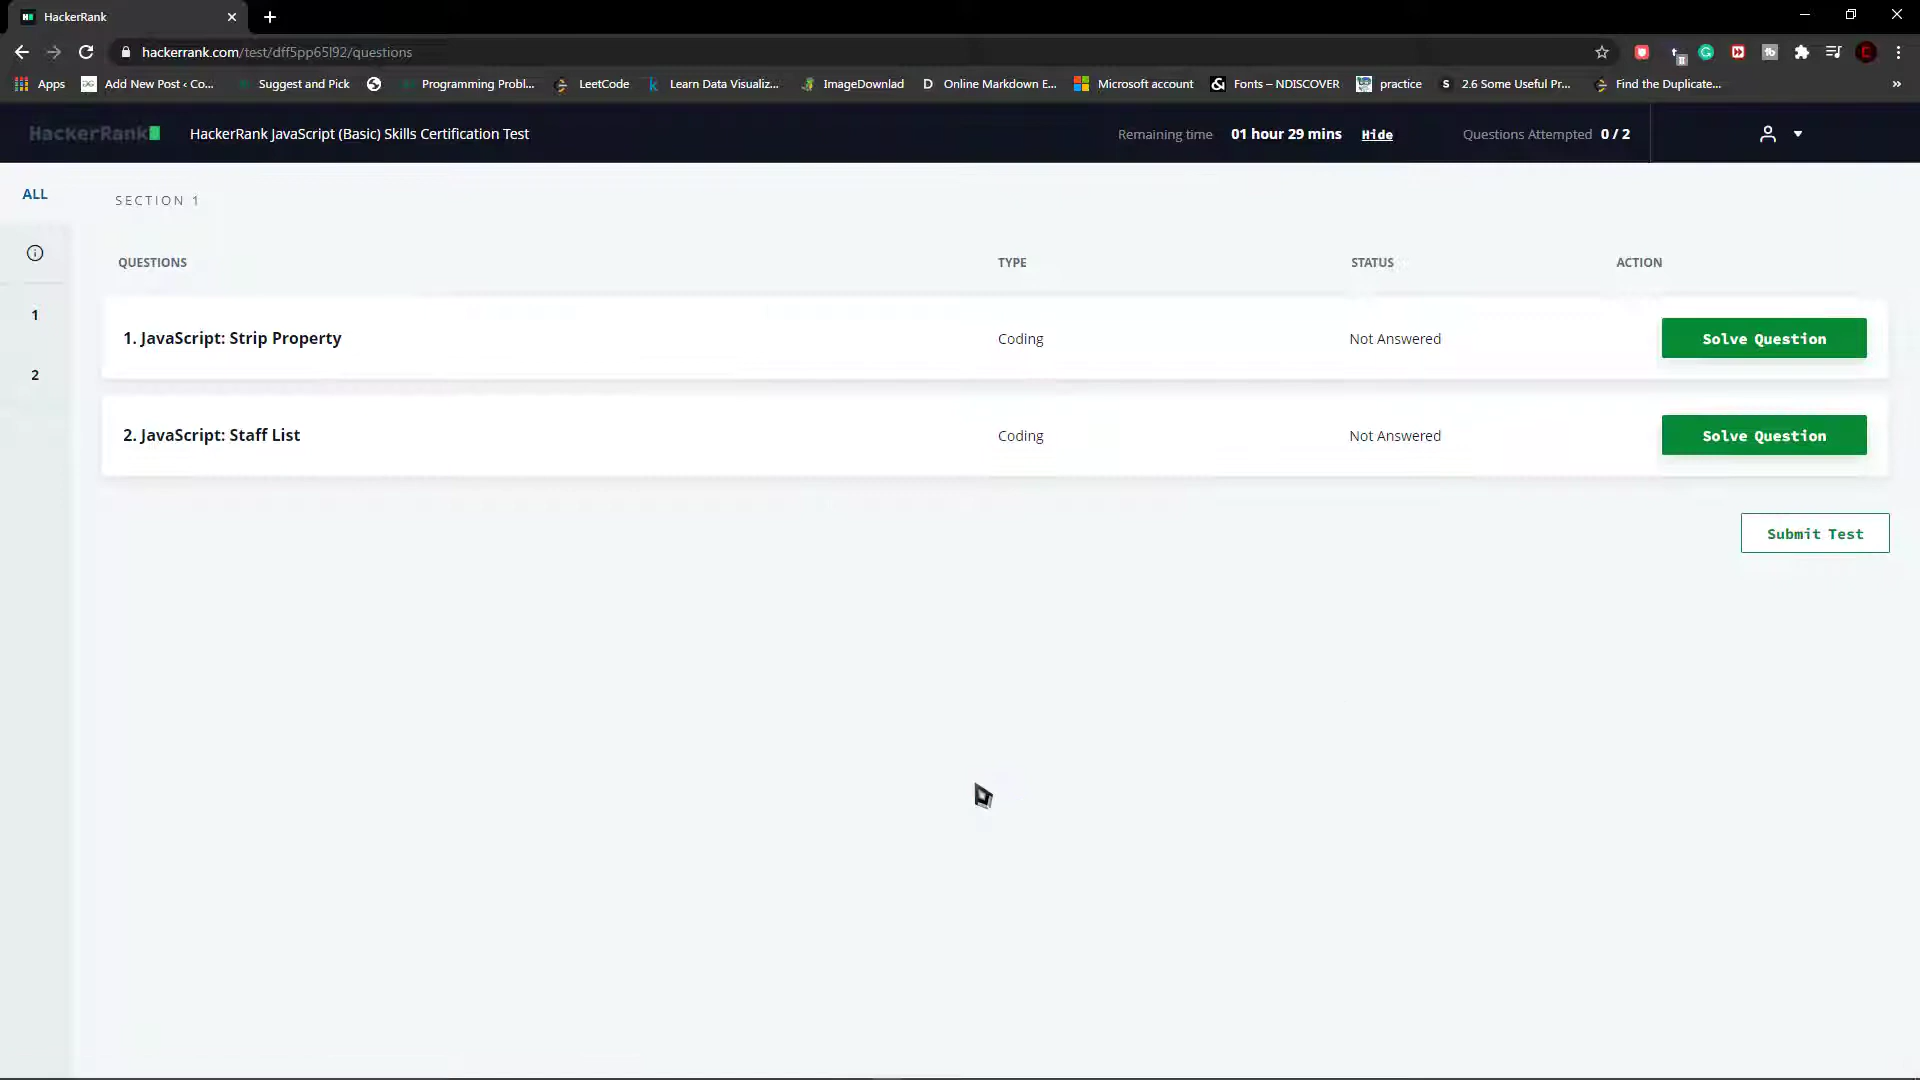 HackerRank
hackerrank.com/test/dff5pp65l92/questions
Apps Add New Post ‹ Co... Suggest and Pick Programming Probl... LeetCode Learn Data Visualiz... ImageDownlad Online Markdown E... Microsoft account Fonts – NDISCOVER practice 2.6 Some Useful Pr... Find the Duplicate... »
HackerRank HackerRank JavaScript (Basic) Skills Certification Test Remaining time 01 hour 29 mins Hide Questions Attempted 0 / 2
ALL
SECTION 1
QUESTIONS TYPE STATUS ACTION
1
1. JavaScript: Strip Property Coding Not Answered Solve Question
2
2. JavaScript: Staff List Coding Not Answered Solve Question
Submit Test